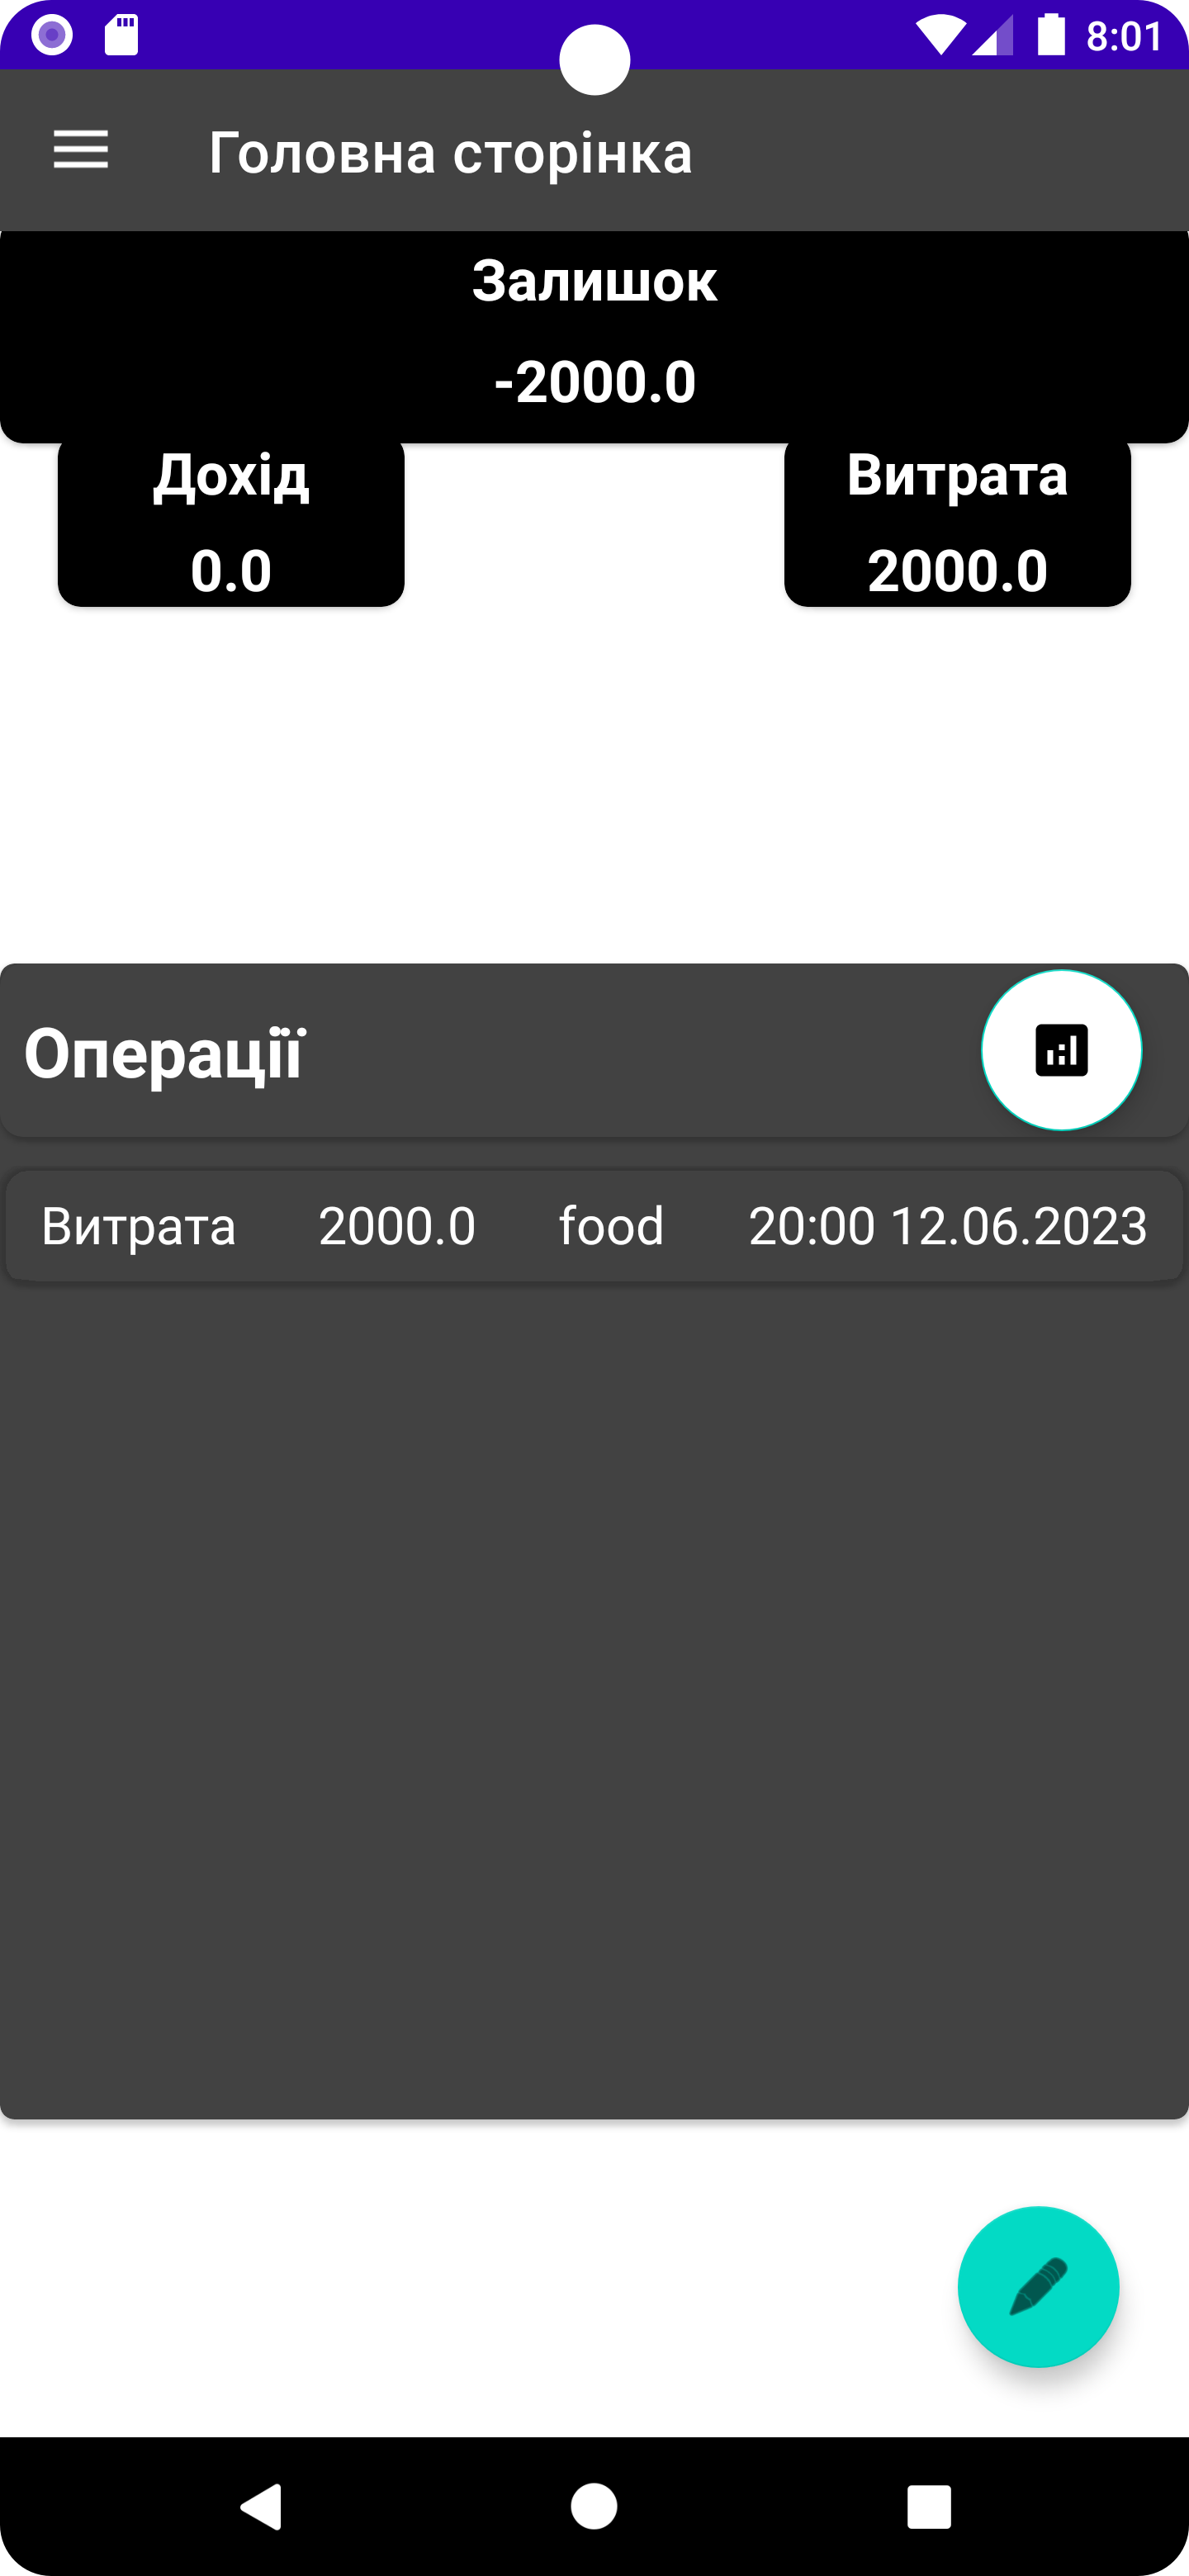 8:01
Головна сторінка
Залишок
-2000.0
Дохід
Витрата
0.0
2000.0
Операції
Витрата 2000.0 food 20:00 12.06.2023